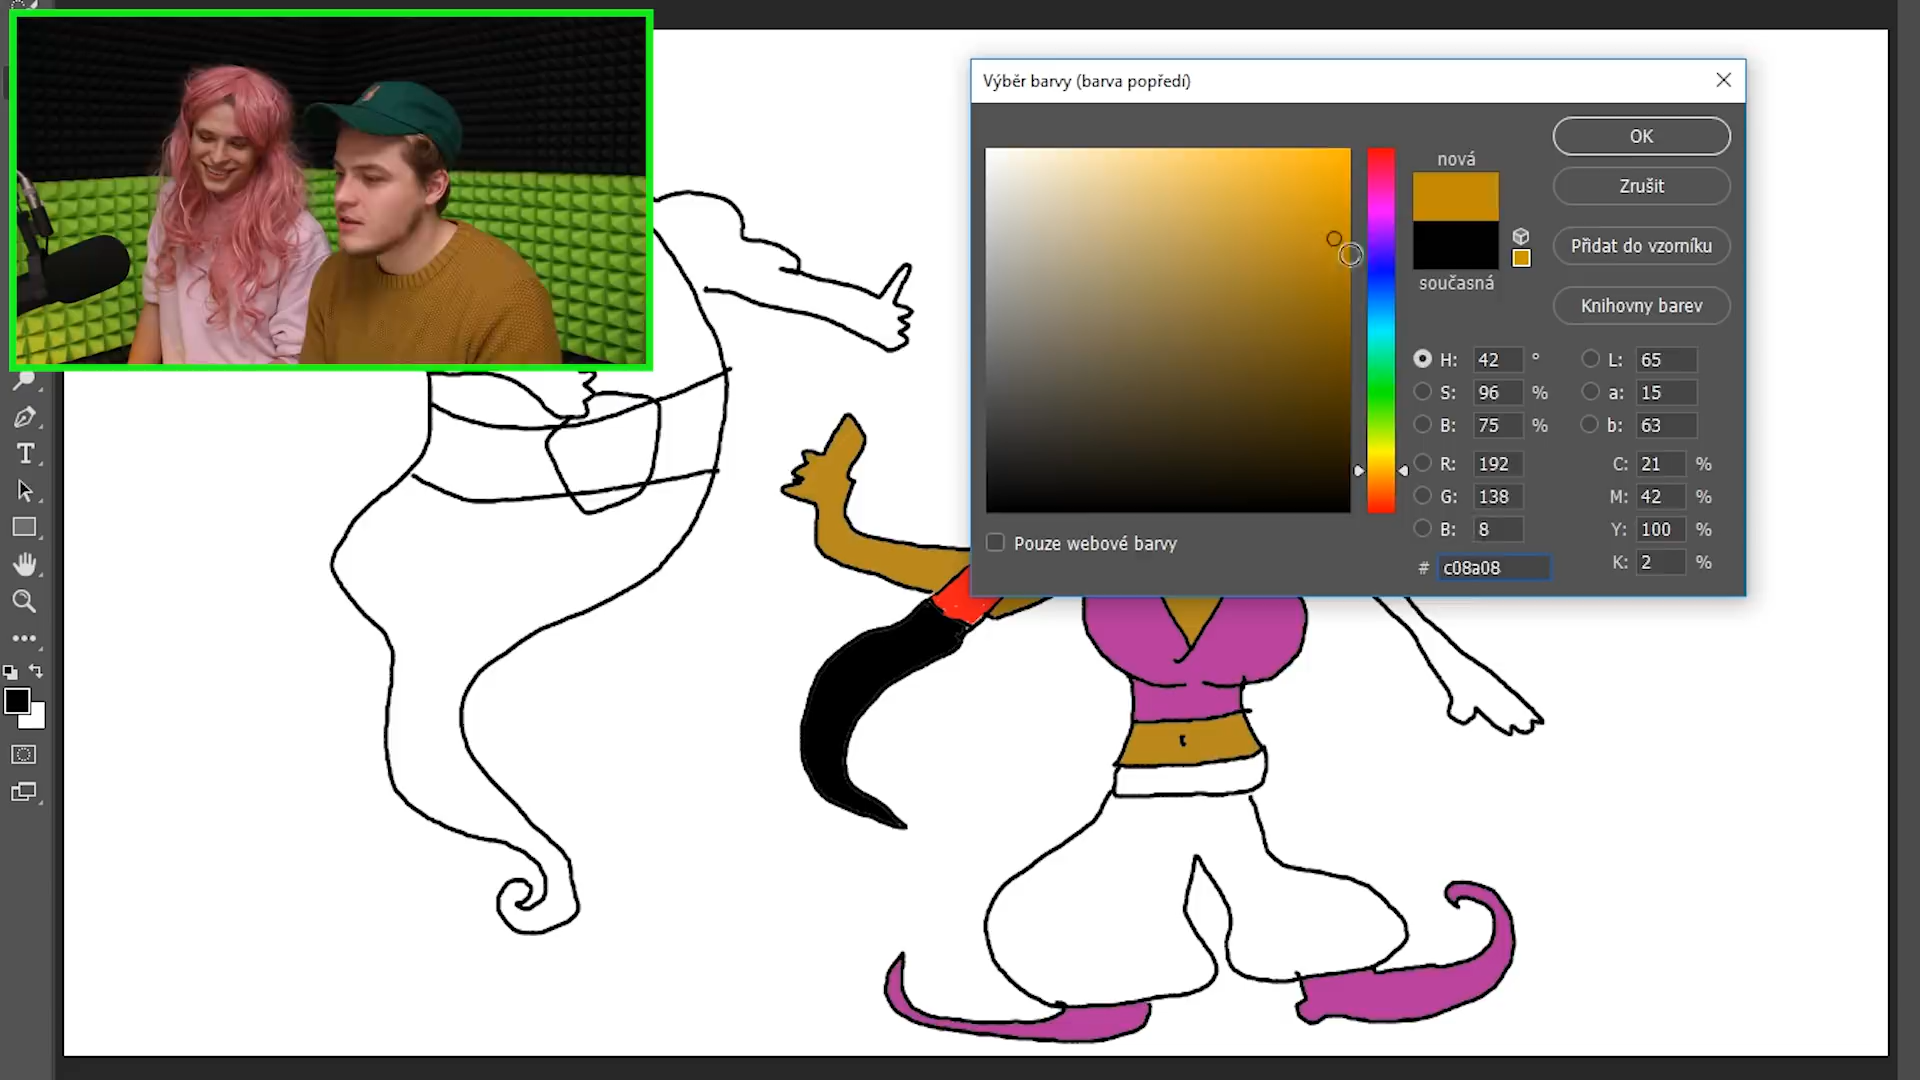 Výběr barvy (barva popředí)
OK
nová
Zrušit
Přidat do vzorníku
současná
Knihovny barev
H: 42 °
L: 65
S: 96 %
a: 15
B: 75 %
b: 63
R: 192
C: 21 %
G: 138
M: 42 %
B: 8
Y: 100 %
Pouze webové barvy
# c08a08
K: 2 %
T